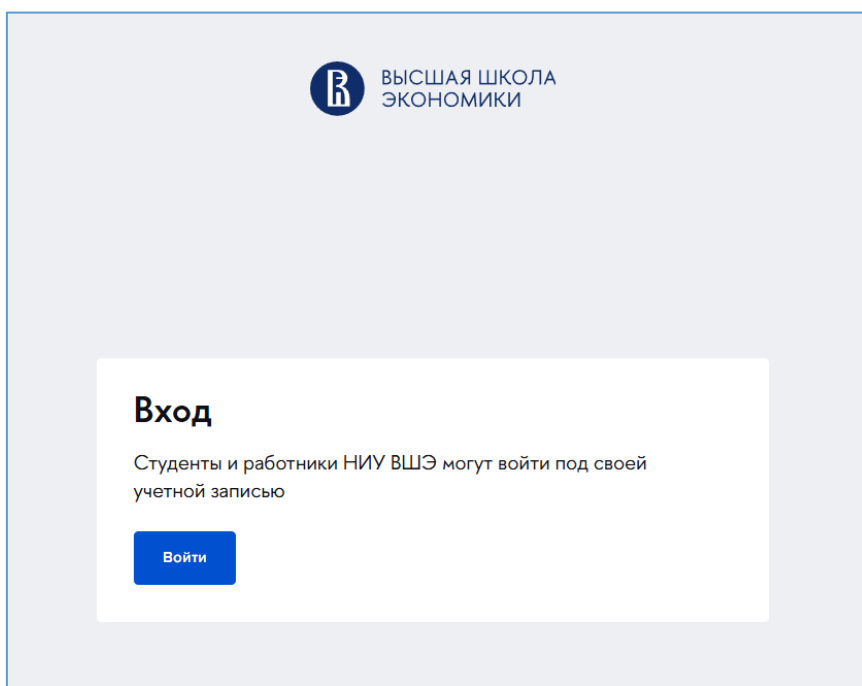 ВЫСШАЯ ШКОЛА
ЭКОНОМИКИ
Вход
Студенты и работники НИУ ВШЭ могут войти под своей
учетной записью
Войти